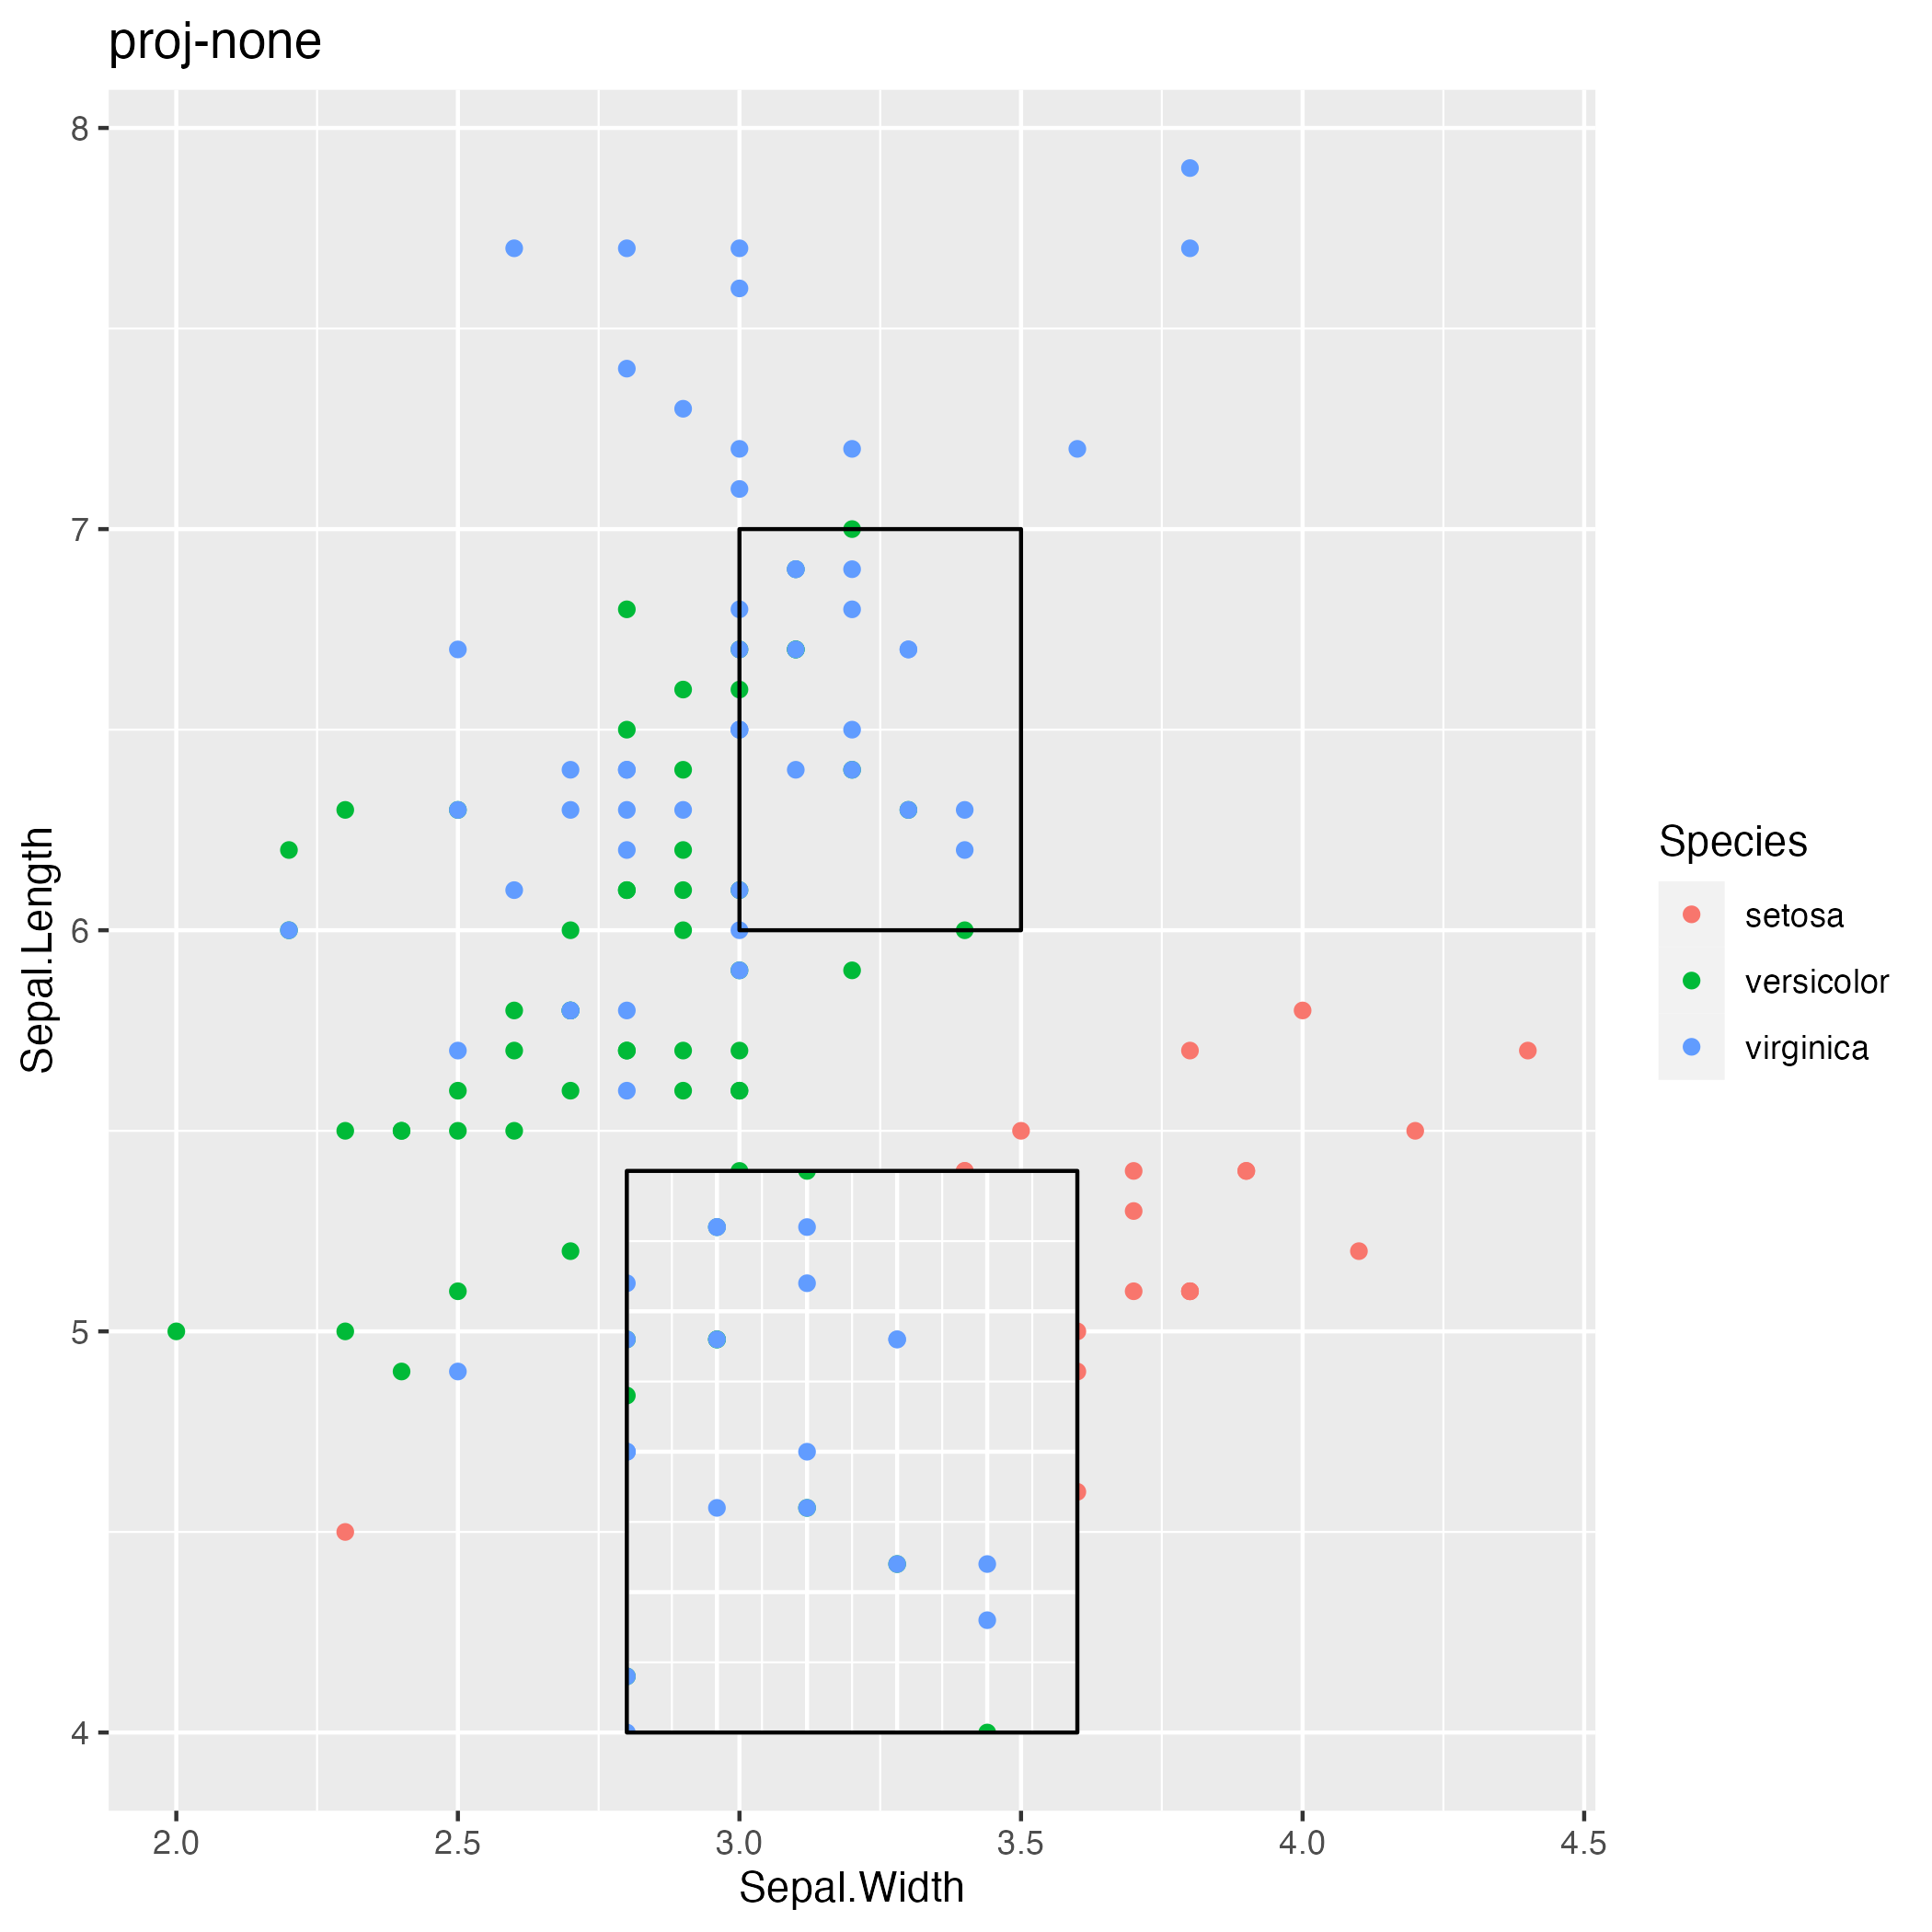 proj-none
8
7
6
5
4
Sepal.Length
2.0 2.5 3.0 3.5 4.0 4.5
Sepal.Width
Species
setosa
versicolor
virginica